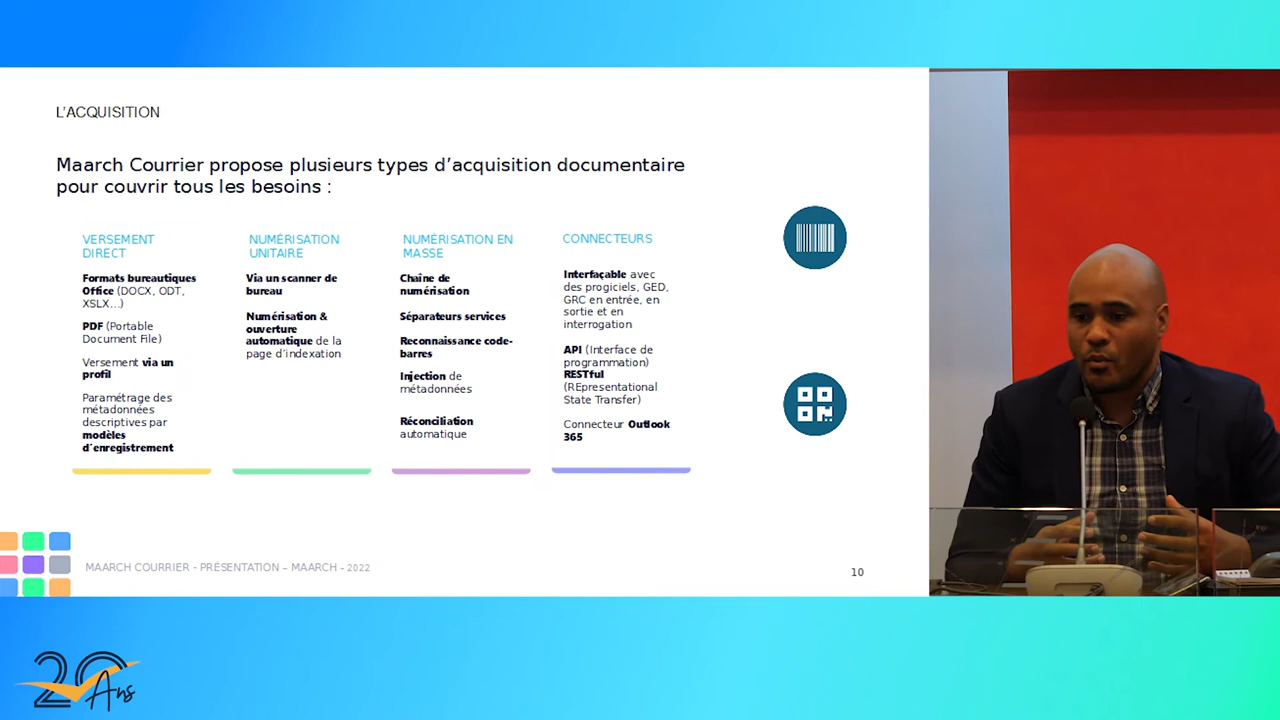 L'ACQUISITION
Maarch Courrier propose plusieurs types d'acquisition documentaire
pour couvrir tous les besoins :
VERSEMENT
DIRECT
Formats bureautiques
Office (DOCX, ODT,
XSLX...)
PDF (Portable
Document File)
Versement via un
profil
Paramétrage des
métadonnées
descriptives par
modèles
d'enregistrement
NUMÉRISATION
UNITAIRE
Via un scanner de
bureau
Numérisation &
ouverture
automatique de la
page d'indexation
NUMÉRISATION EN
MASSE
Chaîne de
numérisation
Séparateurs services
Reconnaissance code-
barres
Injection de
métadonnées
Réconciliation
automatique
CONNECTEURS
Interfaçable avec
des progiciels, GED,
GRC en entrée, en
sortie et en
interrogation
API (Interface de
programmation)
RESTful
(REpresentational
State Transfer)
Connecteur Outlook
365
MAARCH COURRIER - PRÉSENTATION – MAARCH - 2022
10
20
Ans